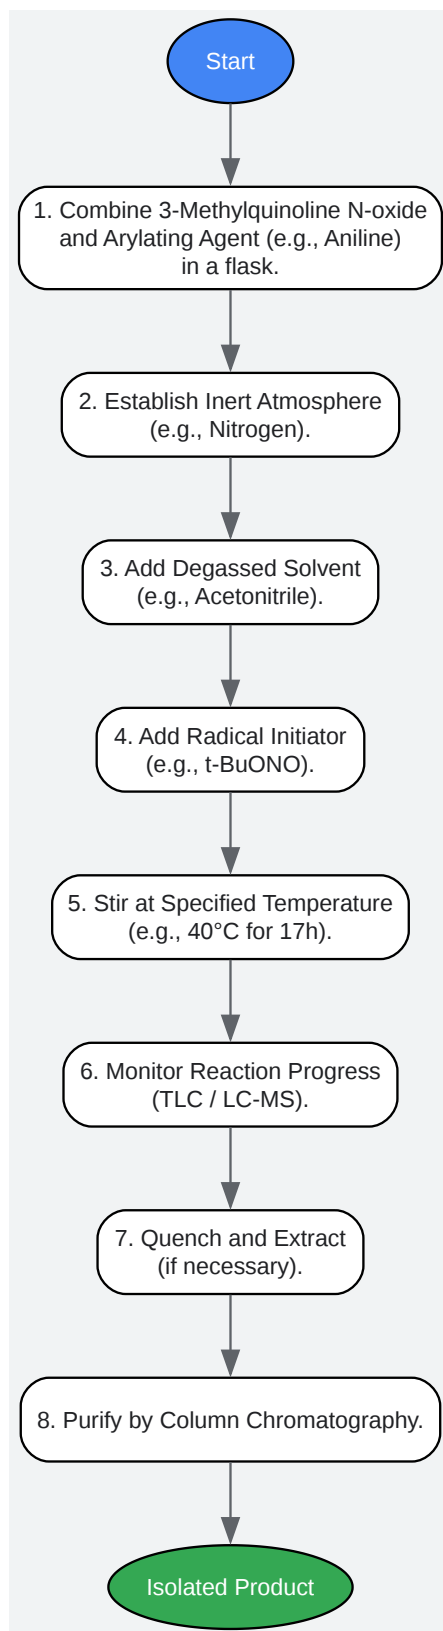 Start
1. Combine 3-Methylquinoline N-oxide
and Arylating Agent (e.g., Aniline)
in a flask.
2. Establish Inert Atmosphere
(e.g., Nitrogen).
3. Add Degassed Solvent
(e.g., Acetonitrile).
4. Add Radical Initiator
(e.g., t-BuONO).
5. Stir at Specified Temperature
(e.g., 40°C for 17h).
6. Monitor Reaction Progress
(TLC / LC-MS).
7. Quench and Extract
(if necessary).
8. Purify by Column Chromatography.
Isolated Product